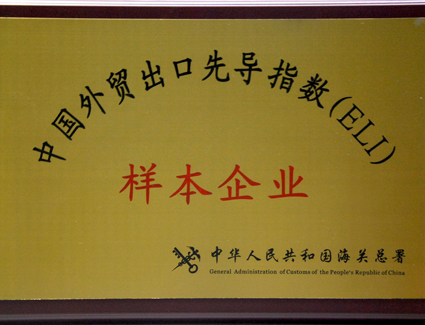 中国外贸出口先导指数(ELI)
样本企业
中华人民共和国海关总署
General Administration of Customs of the People's Republic of China